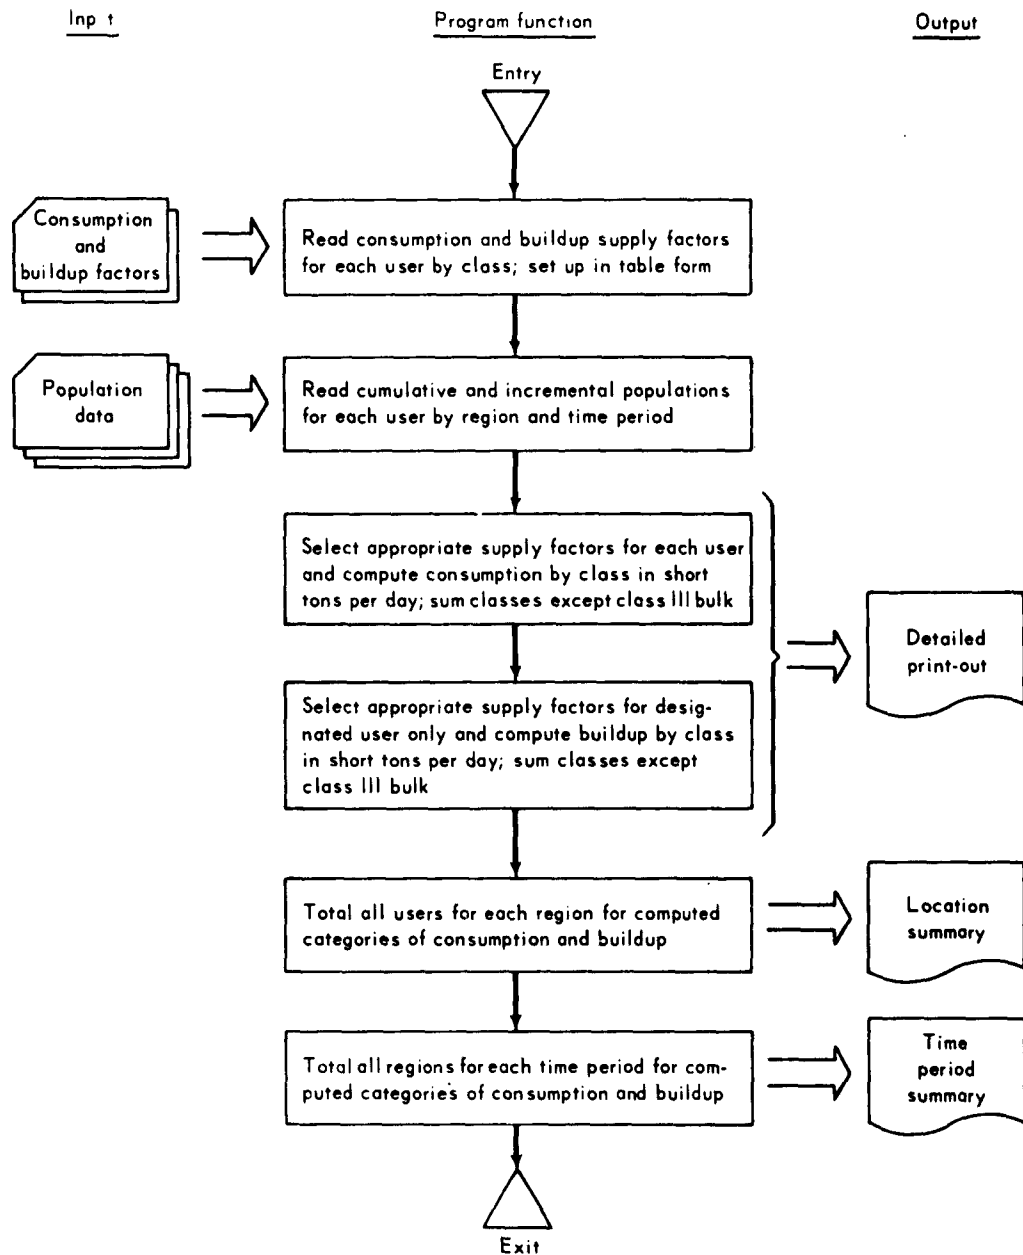 Inp t
Program function
Output
Entry
Consumption
and
buildup factors
Read consumption and buildup supply factors
for each user by class; set up in table form
Population
data
Read cumulative and incremental populations
for each user by region and time period
Select appropriate supply factors for each user
and compute consumption by class in short
tons per day; sum classes except class III bulk
Detailed
print-out
Select appropriate supply factors for desig-
nated user only and compute buildup by class
in short tons per day; sum classes except
class III bulk
Total all users for each region for computed
categories of consumption and buildup
Location
summary
Total all regions for each time period for com-
puted categories of consumption and buildup
Time
period
summary
Exit